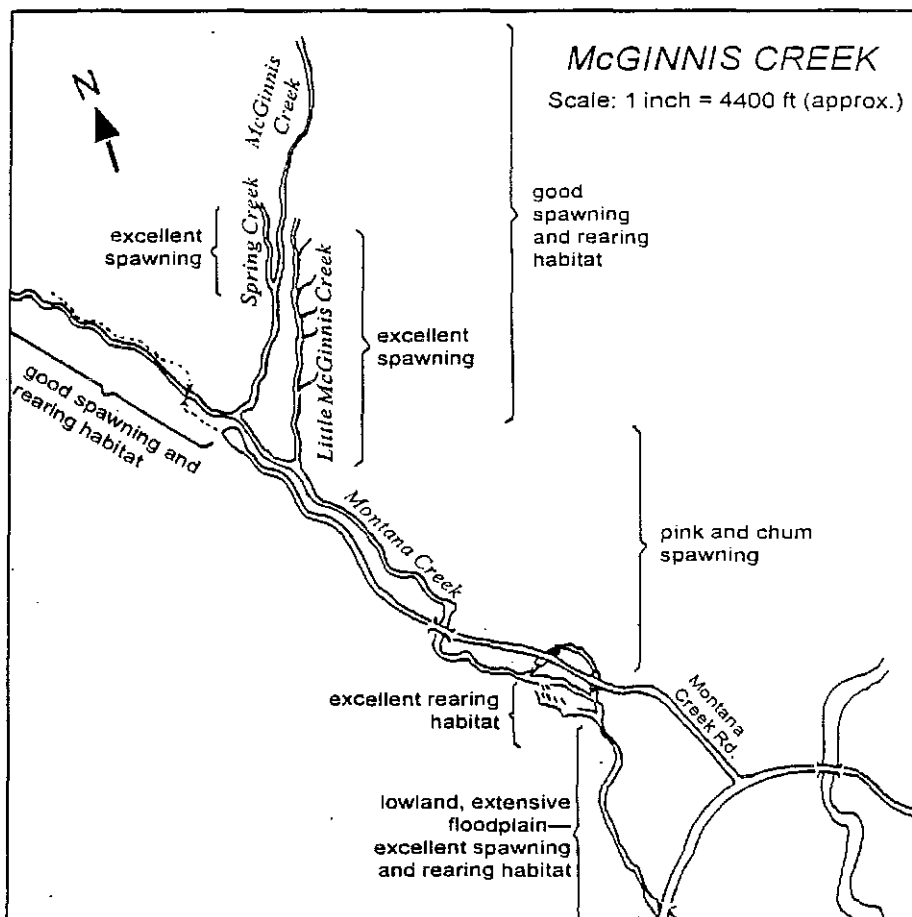 McGINNIS CREEK
Scale: 1 inch = 4400 ft (approx.)
N
McGinnis
Creek
good
spawning
and rearing
habitat
excellent
spawning
Spring Creek
Little McGinnis Creek
excellent
spawning
good spawning and
rearing habitat
Montana Creek
pink and chum
spawning
excellent rearing
habitat
Montana
Creek Rd.
lowland, extensive
floodplain—
excellent spawning
and rearing habitat